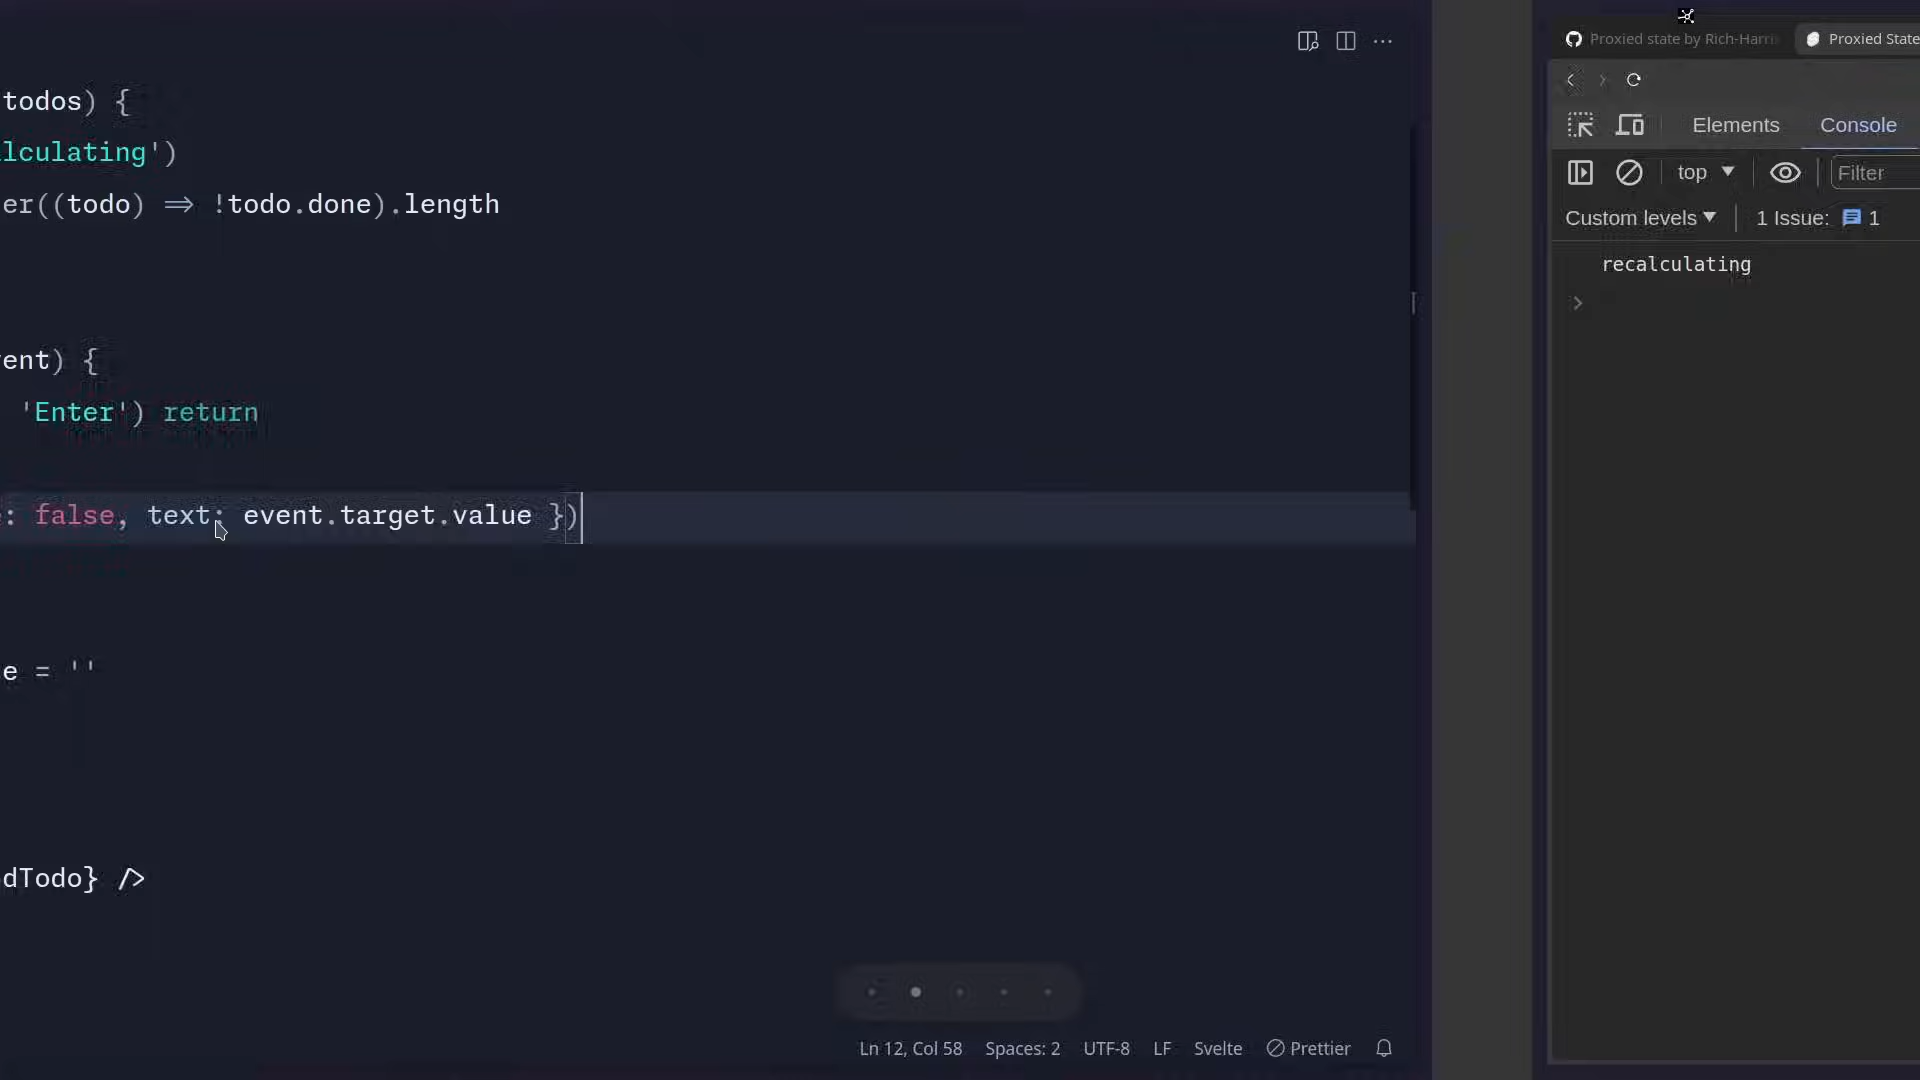 todos) {
lculating')
er((todo) => !todo.done).length
ent) {
'Enter') return
: false, text: event.target.value })
e = ''
dTodo} />
Ln 12, Col 58 Spaces: 2 UTF-8 LF Svelte Prettier
Proxied state by Rich-Harris Proxied State
Elements Console
top Filter
Custom levels 1 Issue: 1
recalculating